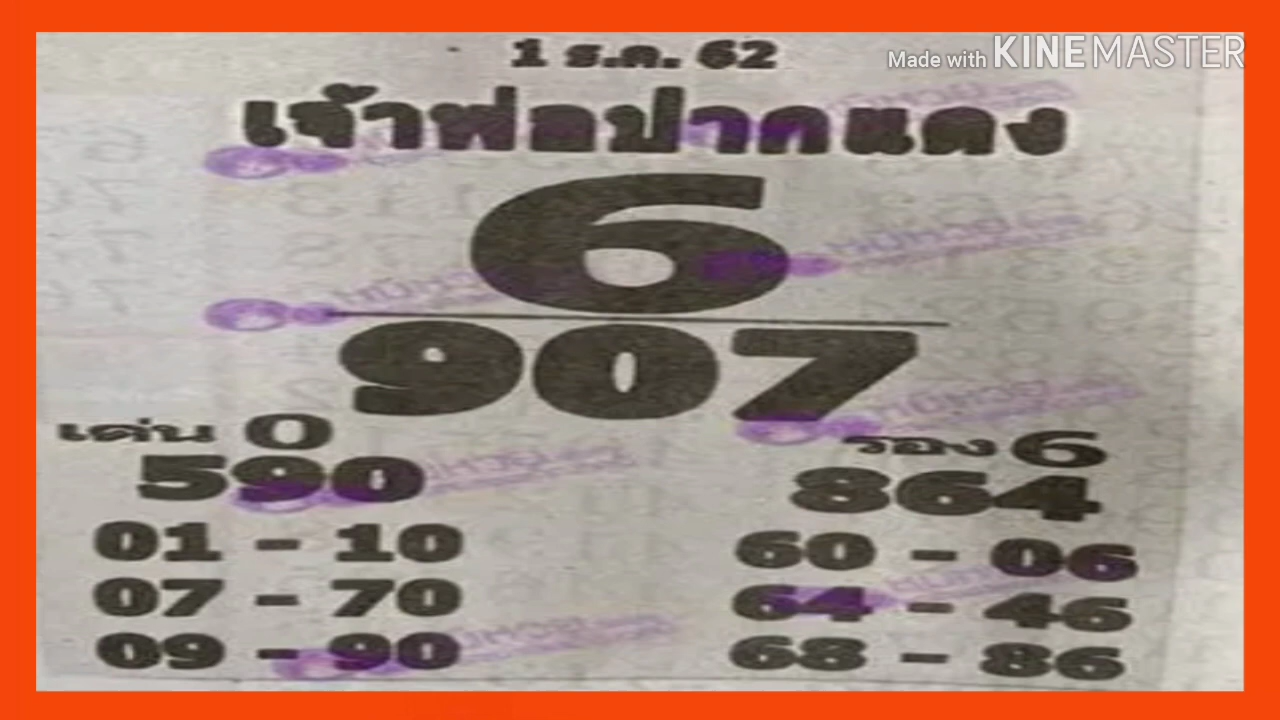 1 ธ.ค. 62
Made with KINEMASTER
เจ้าพ่อปากแดง
6
907
เด่น 0
รอง 6
590
864
01 - 10
60 - 06
07 - 70
64 - 46
09 - 90
68 - 86